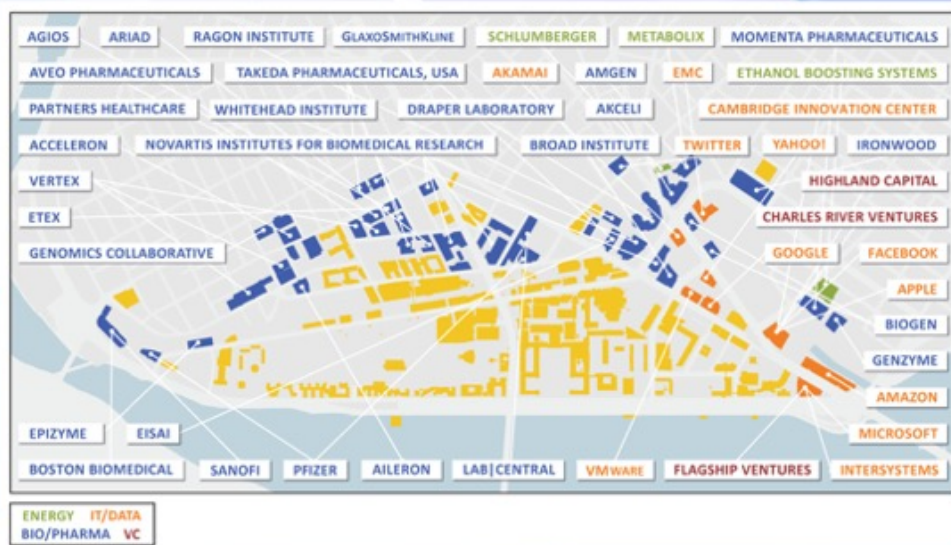 AGIOS ARIAD RAGON INSTITUTE GLAXOSMITHKLINE SCHLUMBERGER METABOLIX MOMENTA PHARMACEUTICALS
AVEO PHARMACEUTICALS TAKEDA PHARMACEUTICALS, USA AKAMAI AMGEN EMC ETHANOL BOOSTING SYSTEMS
PARTNERS HEALTHCARE WHITEHEAD INSTITUTE DRAPER LABORATORY AKCELI CAMBRIDGE INNOVATION CENTER
ACCELERON NOVARTIS INSTITUTES FOR BIOMEDICAL RESEARCH BROAD INSTITUTE TWITTER YAHOO! IRONWOOD
VERTEX HIGHLAND CAPITAL
ETEX CHARLES RIVER VENTURES
GENOMICS COLLABORATIVE GOOGLE FACEBOOK
APPLE
BIOGEN
GENZYME
AMAZON
EPIZYME EISAI MICROSOFT
BOSTON BIOMEDICAL SANOFI PFIZER AILERON LAB|CENTRAL VMWARE FLAGSHIP VENTURES INTERSYSTEMS
ENERGY IT/DATA
BIO/PHARMA VC